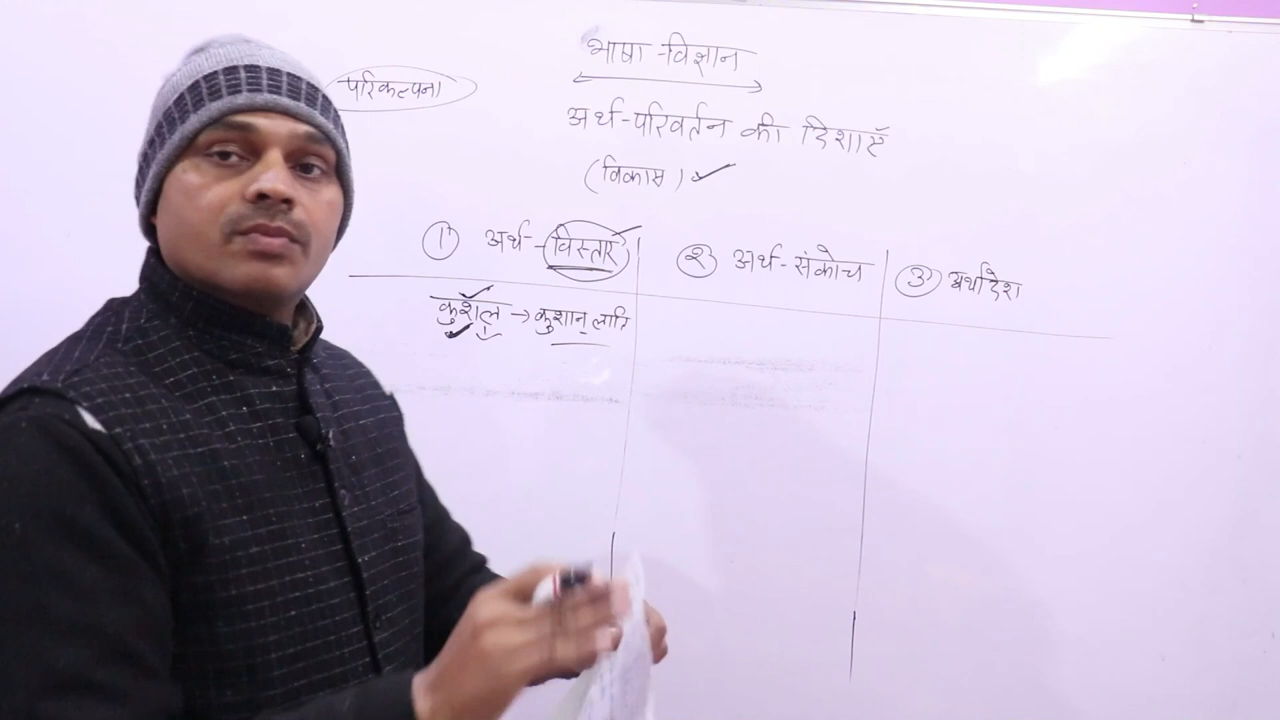 भाषा-विज्ञान
परिकल्पना
अर्थ-परिवर्तन की दिशाएँ
(विकास)
① अर्थ-विस्तार
② अर्थ-संकोच
③ अर्थादेश
कुशल → कुशान् लाति